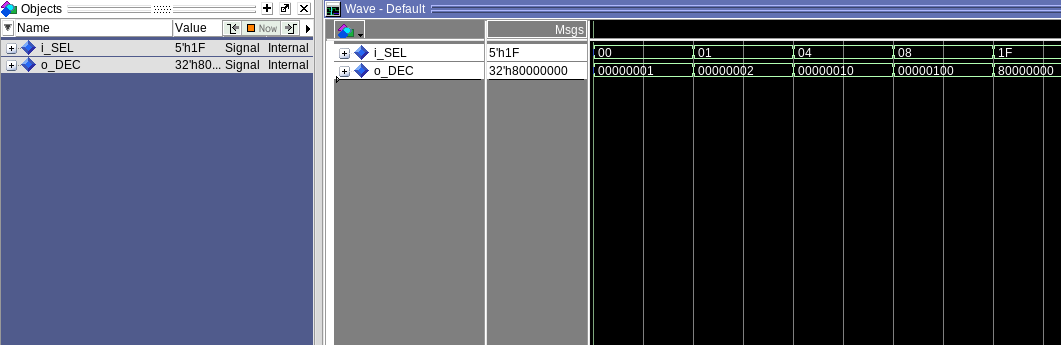 Objects
Name Value Now
i_SEL 5'h1F Signal Internal
o_DEC 32'h80... Signal Internal
Wave - Default
Msgs
i_SEL 5'h1F 00 01 04 08 1F
o_DEC 32'h80000000 00000001 00000002 00000010 00000100 80000000